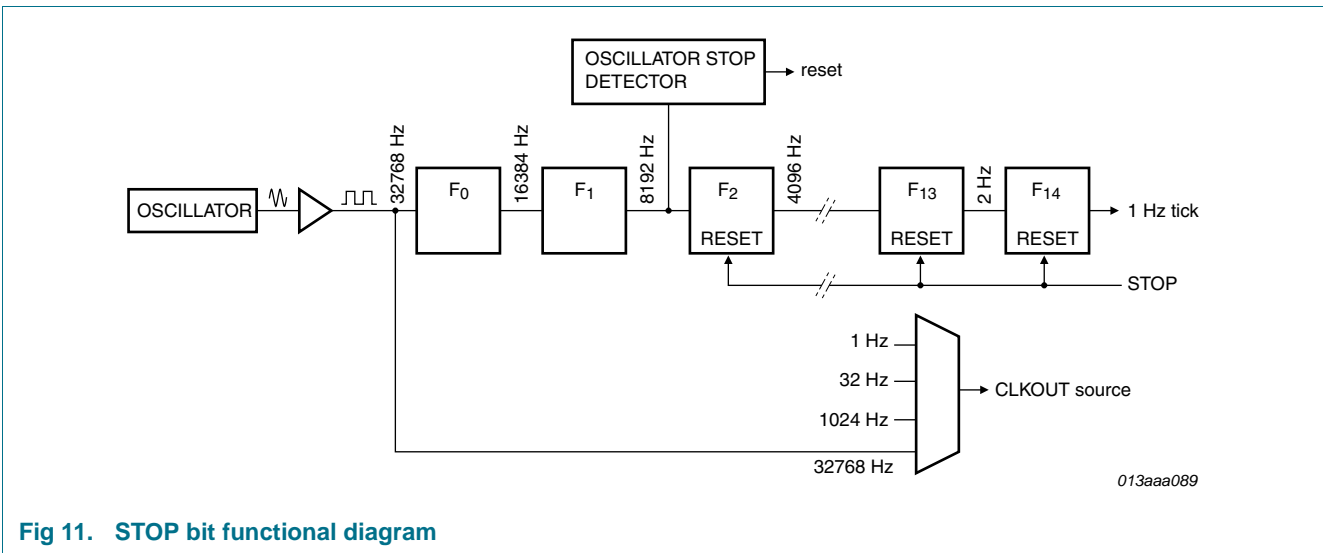 OSCILLATOR STOP
DETECTOR
reset
32768 Hz
16384 Hz
8192 Hz
4096 Hz
2 Hz
OSCILLATOR
F0
F1
F2
RESET
F13
RESET
F14
RESET
1 Hz tick
STOP
1 Hz
32 Hz
1024 Hz
32768 Hz
CLKOUT source
013aaa089
Fig 11. STOP bit functional diagram